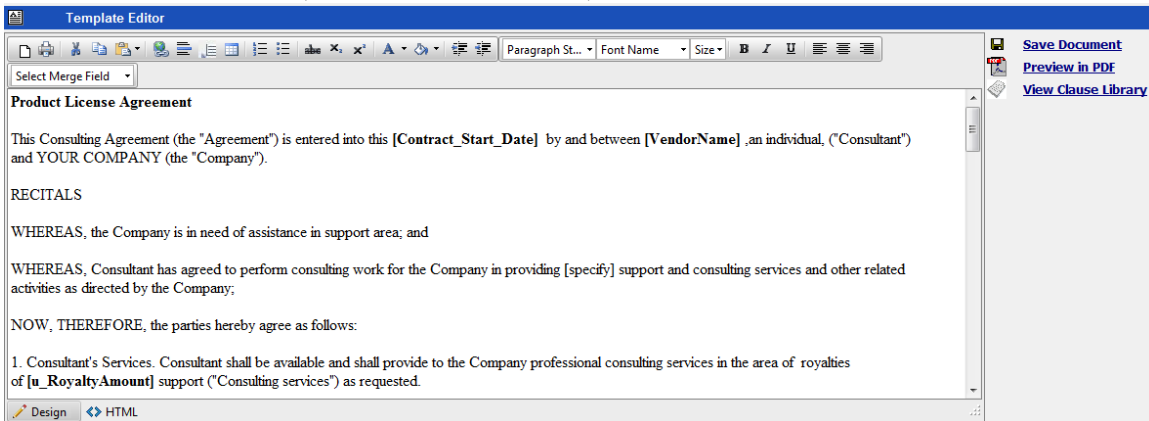 Template Editor
abc X₂ x² A Paragraph St... Font Name Size B I U
Save Document
Select Merge Field
Preview in PDF
View Clause Library
Product License Agreement
This Consulting Agreement (the "Agreement") is entered into this [Contract_Start_Date] by and between [VendorName] ,an individual, ("Consultant")
and YOUR COMPANY (the "Company").
RECITALS
WHEREAS, the Company is in need of assistance in support area; and
WHEREAS, Consultant has agreed to perform consulting work for the Company in providing [specify] support and consulting services and other related
activities as directed by the Company;
NOW, THEREFORE, the parties hereby agree as follows:
1. Consultant's Services. Consultant shall be available and shall provide to the Company professional consulting services in the area of royalties
of [u_RoyaltyAmount] support ("Consulting services") as requested.
Design <> HTML